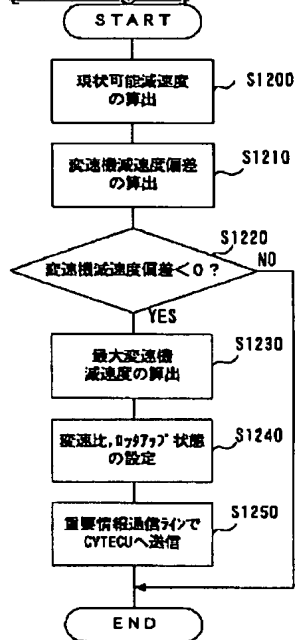 START
現状可能減速度
の算出
S1200
変速機減速度偏差
の算出
S1210
変速機減速度偏差<0?
S1220
NO
YES
最大変速機
減速度の算出
S1230
変速比,ロックアップ状態
の設定
S1240
重要情報通信ラインで
CVTECUへ送信
S1250
END